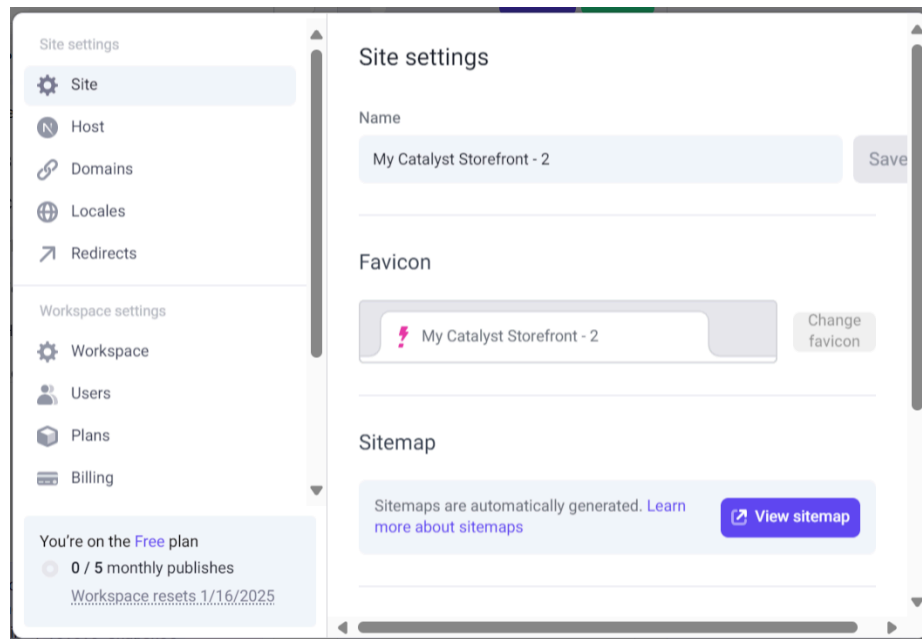 Site settings
Site
Host
Domains
Locales
Redirects
Workspace settings
Workspace
Users
Plans
Billing
You're on the Free plan
0 / 5 monthly publishes
Workspace resets 1/16/2025
Site settings
Name
My Catalyst Storefront - 2
Save
Favicon
My Catalyst Storefront - 2
Change
favicon
Sitemap
Sitemaps are automatically generated. Learn
more about sitemaps
View sitemap